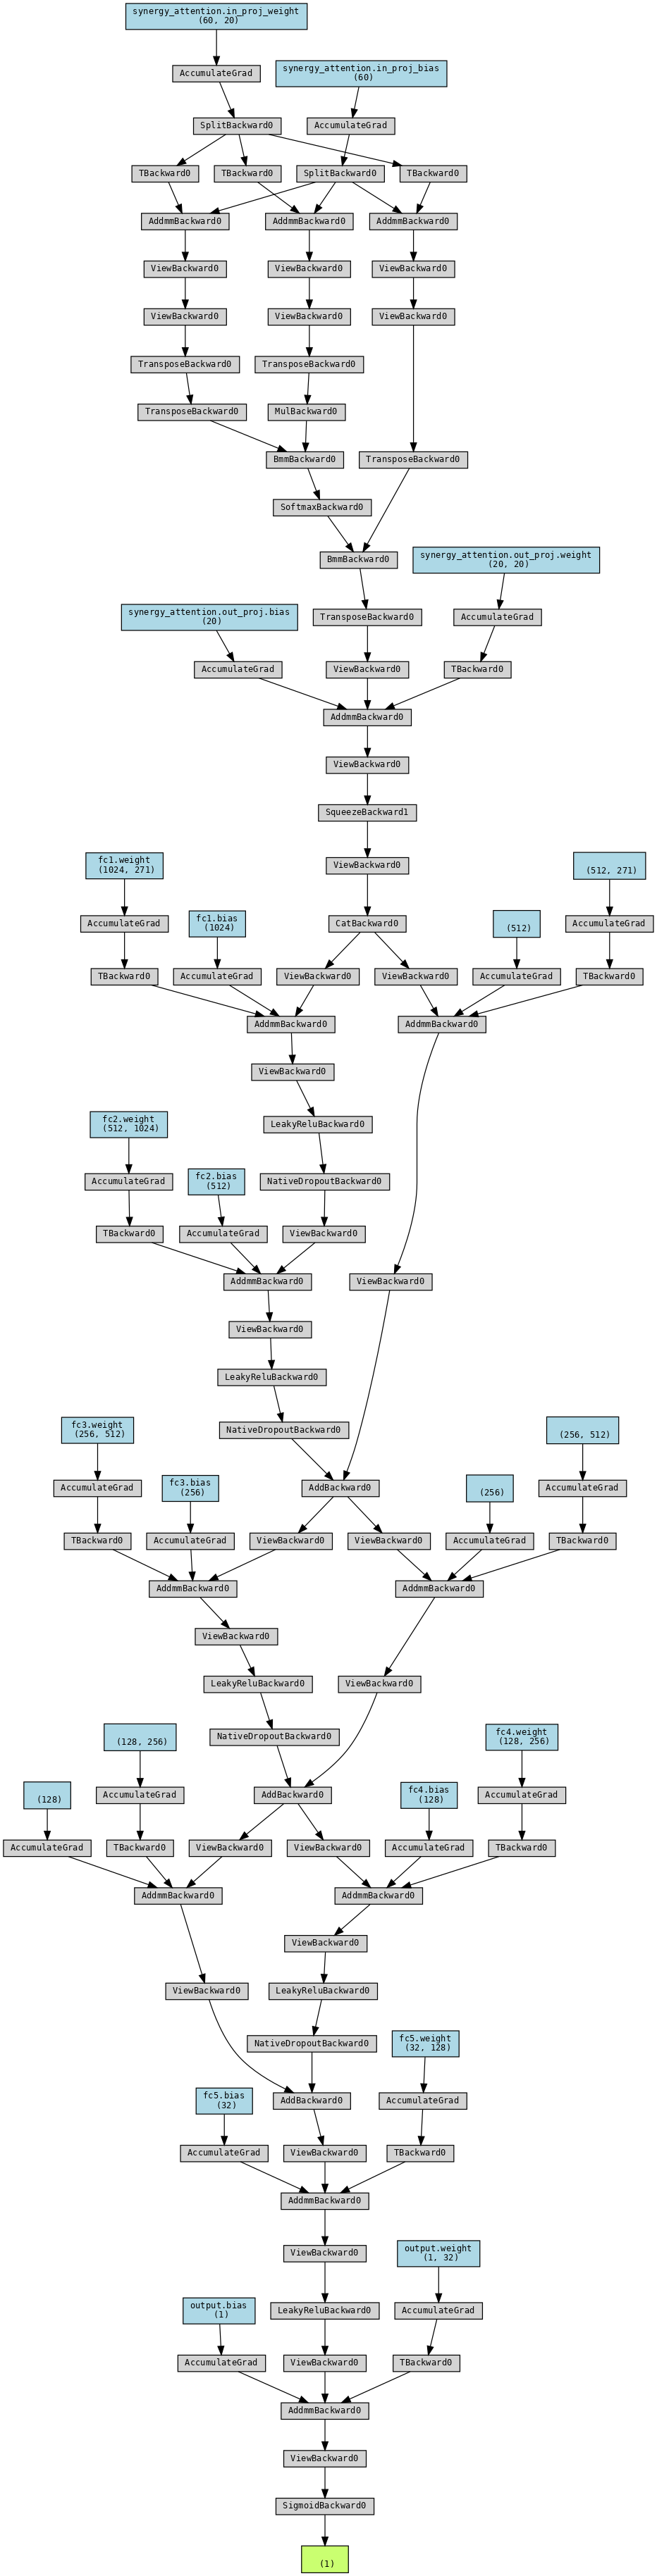 synergy_attention.in_proj_weight
(60, 20)
AccumulateGrad
synergy_attention.in_proj_bias
(60)
SplitBackward0
AccumulateGrad
TBackward0
TBackward0
SplitBackward0
TBackward0
AddmmBackward0
AddmmBackward0
AddmmBackward0
ViewBackward0
ViewBackward0
ViewBackward0
ViewBackward0
ViewBackward0
ViewBackward0
TransposeBackward0
TransposeBackward0
TransposeBackward0
MulBackward0
BmmBackward0
TransposeBackward0
SoftmaxBackward0
BmmBackward0
synergy_attention.out_proj.weight
(20, 20)
synergy_attention.out_proj.bias
(20)
TransposeBackward0
AccumulateGrad
AccumulateGrad
ViewBackward0
TBackward0
AddmmBackward0
ViewBackward0
SqueezeBackward1
fc1.weight
(1024, 271)
ViewBackward0
(512, 271)
AccumulateGrad
fc1.bias
(1024)
CatBackward0
(512)
AccumulateGrad
TBackward0
AccumulateGrad
ViewBackward0
ViewBackward0
AccumulateGrad
TBackward0
AddmmBackward0
AddmmBackward0
ViewBackward0
fc2.weight
(512, 1024)
LeakyReluBackward0
AccumulateGrad
fc2.bias
(512)
NativeDropoutBackward0
TBackward0
AccumulateGrad
ViewBackward0
AddmmBackward0
ViewBackward0
ViewBackward0
LeakyReluBackward0
fc3.weight
(256, 512)
NativeDropoutBackward0
(256, 512)
AccumulateGrad
fc3.bias
(256)
AddBackward0
(256)
AccumulateGrad
TBackward0
AccumulateGrad
ViewBackward0
ViewBackward0
AccumulateGrad
TBackward0
AddmmBackward0
AddmmBackward0
ViewBackward0
LeakyReluBackward0
ViewBackward0
(128, 256)
NativeDropoutBackward0
fc4.weight
(128, 256)
(128)
AccumulateGrad
AddBackward0
fc4.bias
(128)
AccumulateGrad
AccumulateGrad
TBackward0
ViewBackward0
ViewBackward0
AccumulateGrad
TBackward0
AddmmBackward0
AddmmBackward0
ViewBackward0
ViewBackward0
LeakyReluBackward0
NativeDropoutBackward0
fc5.weight
(32, 128)
fc5.bias
(32)
AddBackward0
AccumulateGrad
AccumulateGrad
ViewBackward0
TBackward0
AddmmBackward0
ViewBackward0
output.weight
(1, 32)
output.bias
(1)
LeakyReluBackward0
AccumulateGrad
AccumulateGrad
ViewBackward0
TBackward0
AddmmBackward0
ViewBackward0
SigmoidBackward0
(1)